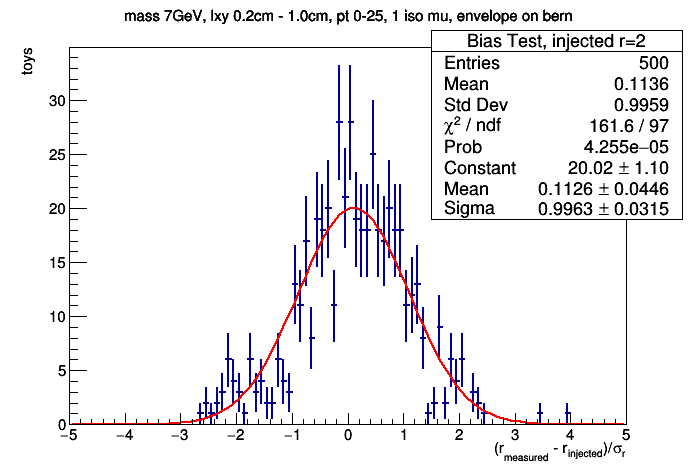 mass 7GeV, lxy 0.2cm - 1.0cm, pt 0-25, 1 iso mu, envelope on bern
toys
Bias Test, injected r=2
Entries 500
Mean 0.1136
Std Dev 0.9959
χ² / ndf 161.6 / 97
Prob 4.255e−05
Constant 20.02 ± 1.10
Mean 0.1126 ± 0.0446
Sigma 0.9963 ± 0.0315
30
25
20
15
10
5
0
−5 −4 −3 −2 −1 0 1 2 3 4 5
(r_measured - r_injected)/σ_r